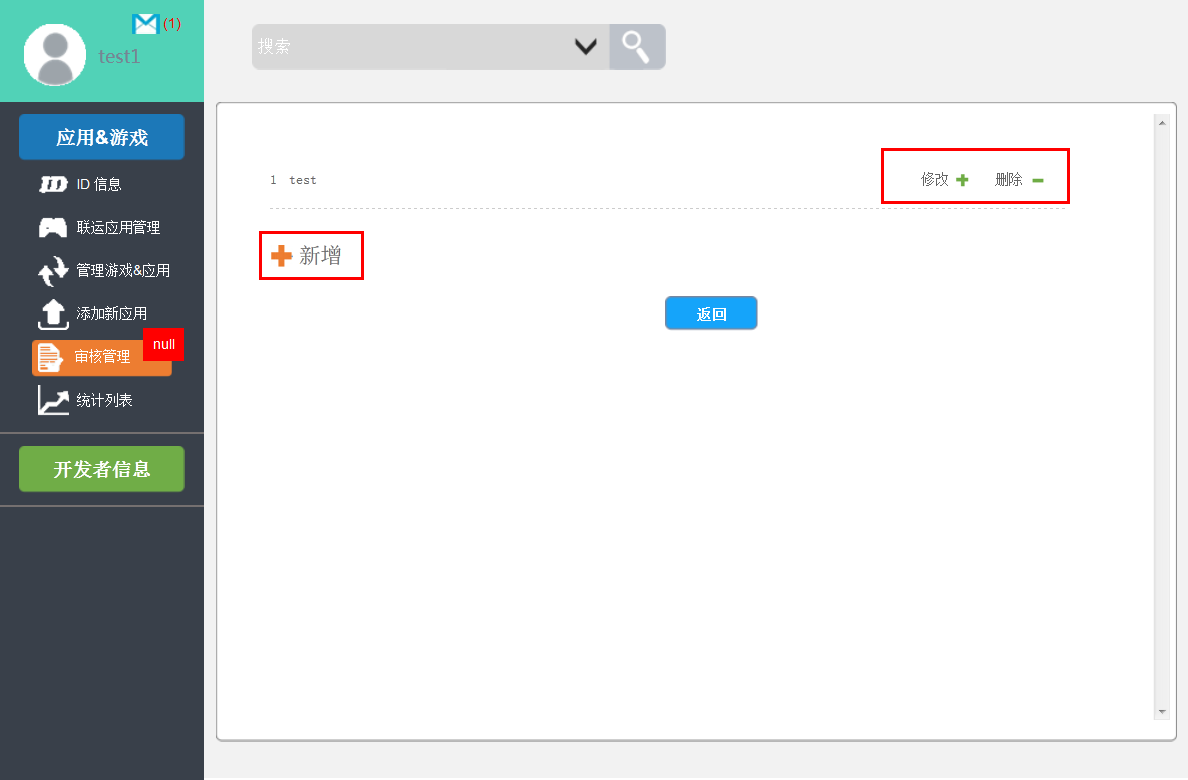 (1)
test1
搜索
应用&游戏
ID 信息
联运应用管理
管理游戏&应用
添加新应用
null
审核管理
统计列表
开发者信息
1 test 修改 删除
新增
返回